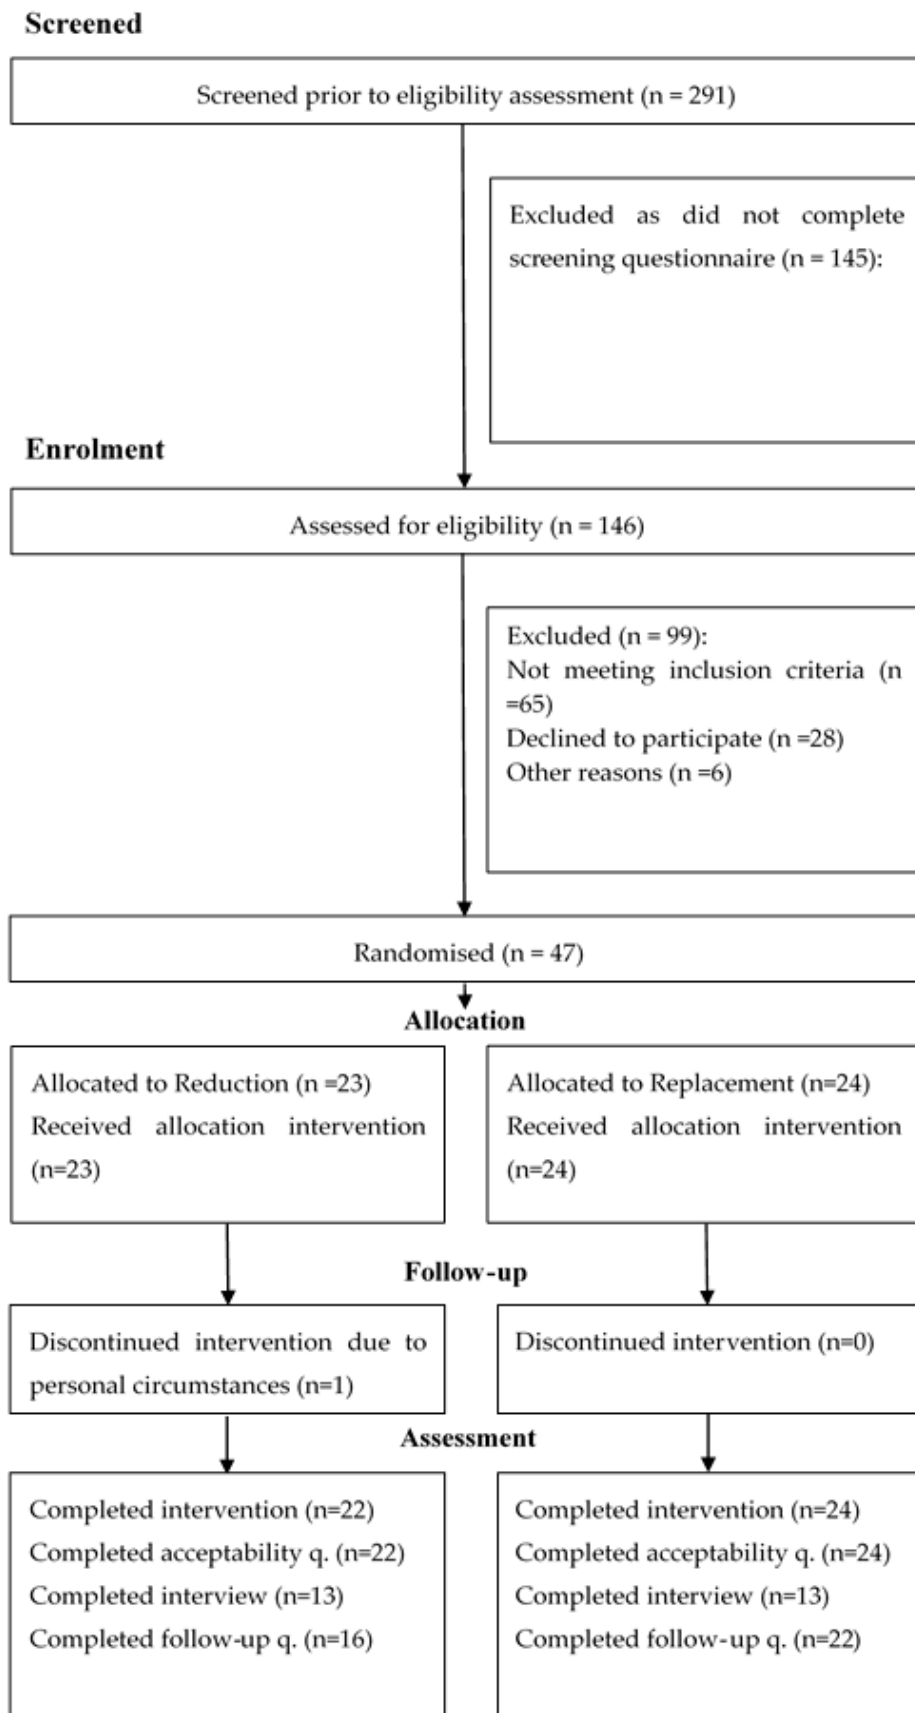 Screened
Screened prior to eligibility assessment (n = 291)
Excluded as did not complete
screening questionnaire (n = 145):
Enrolment
Assessed for eligibility (n = 146)
Excluded (n = 99):
Not meeting inclusion criteria (n
=65)
Declined to participate (n =28)
Other reasons (n =6)
Randomised (n = 47)
Allocation
Allocated to Reduction (n =23)
Received allocation intervention
(n=23)
Allocated to Replacement (n=24)
Received allocation intervention
(n=24)
Follow-up
Discontinued intervention due to
personal circumstances (n=1)
Discontinued intervention (n=0)
Assessment
Completed intervention (n=22)
Completed acceptability q. (n=22)
Completed interview (n=13)
Completed follow-up q. (n=16)
Completed intervention (n=24)
Completed acceptability q. (n=24)
Completed interview (n=13)
Completed follow-up q. (n=22)